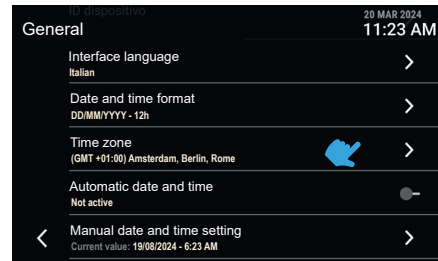 ID dispositivo
20 MAR 2024
General
11:23 AM
Interface language
Italian
Date and time format
DD/MM/YYYY - 12h
Time zone
(GMT +01:00) Amsterdam, Berlin, Rome
Automatic date and time
Not active
Manual date and time setting
Current value: 19/08/2024 - 6:23 AM